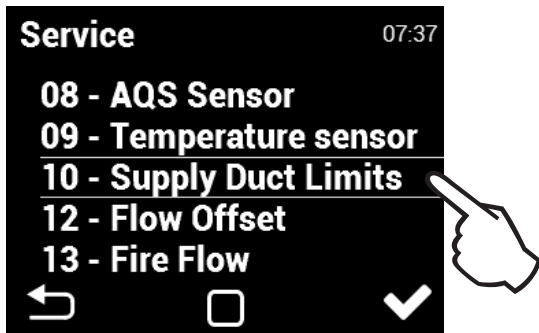 Service 07:37
08 - AQS Sensor
09 - Temperature sensor
10 - Supply Duct Limits
12 - Flow Offset
13 - Fire Flow